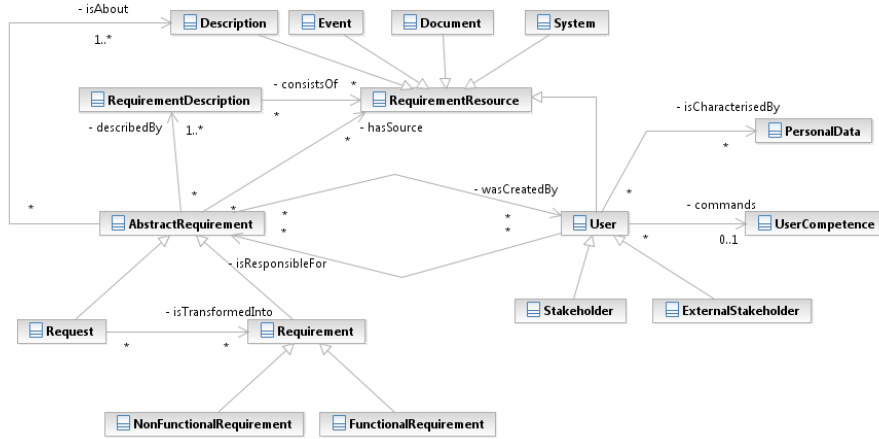 - isAbout
1..*
Description
Event
Document
System
RequirementDescription
- consistsOf
*
*
RequirementResource
- describedBy
1..*
*
- hasSource
*
*
- isCharacterisedBy
*
*
PersonalData
*
AbstractRequirement
- wasCreatedBy
*
*
*
*
User
- commands
*
0..1
UserCompetence
- isResponsibleFor
Stakeholder
ExternalStakeholder
Request
- isTransformedInto
*
*
Requirement
NonFunctionalRequirement
FunctionalRequirement